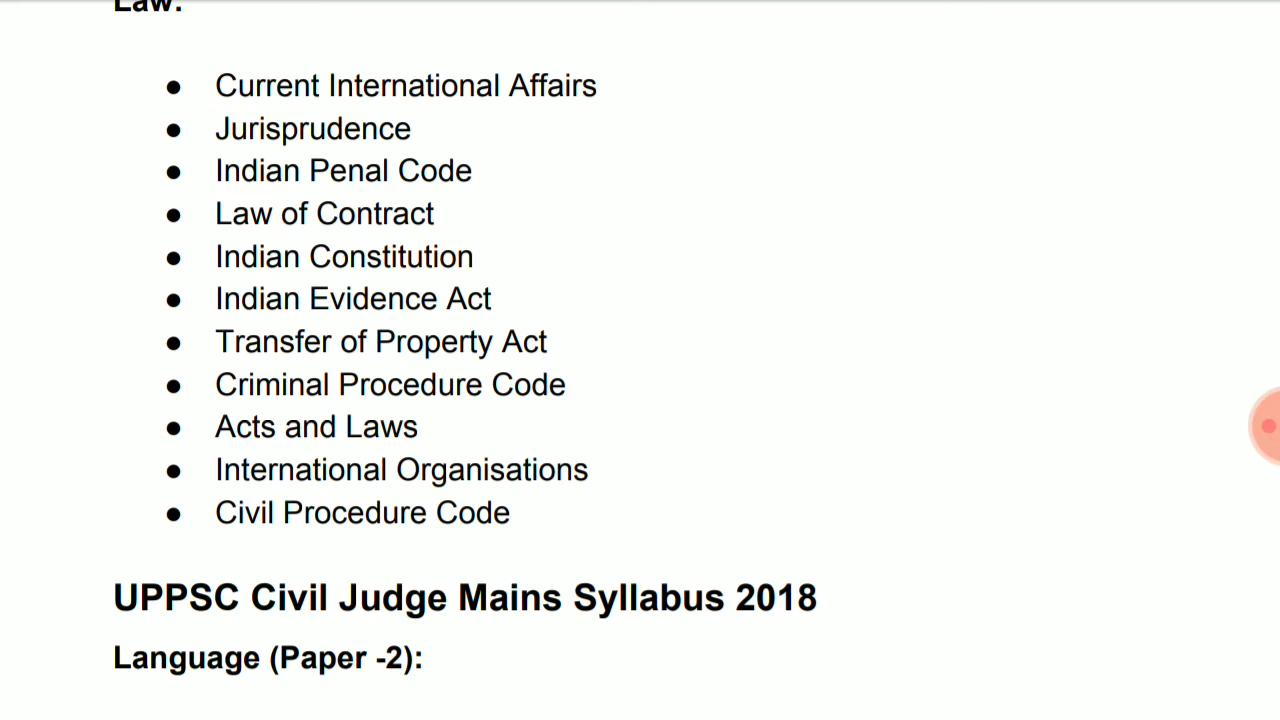 Law:
● Current International Affairs
● Jurisprudence
● Indian Penal Code
● Law of Contract
● Indian Constitution
● Indian Evidence Act
● Transfer of Property Act
● Criminal Procedure Code
● Acts and Laws
● International Organisations
● Civil Procedure Code
UPPSC Civil Judge Mains Syllabus 2018
Language (Paper -2):